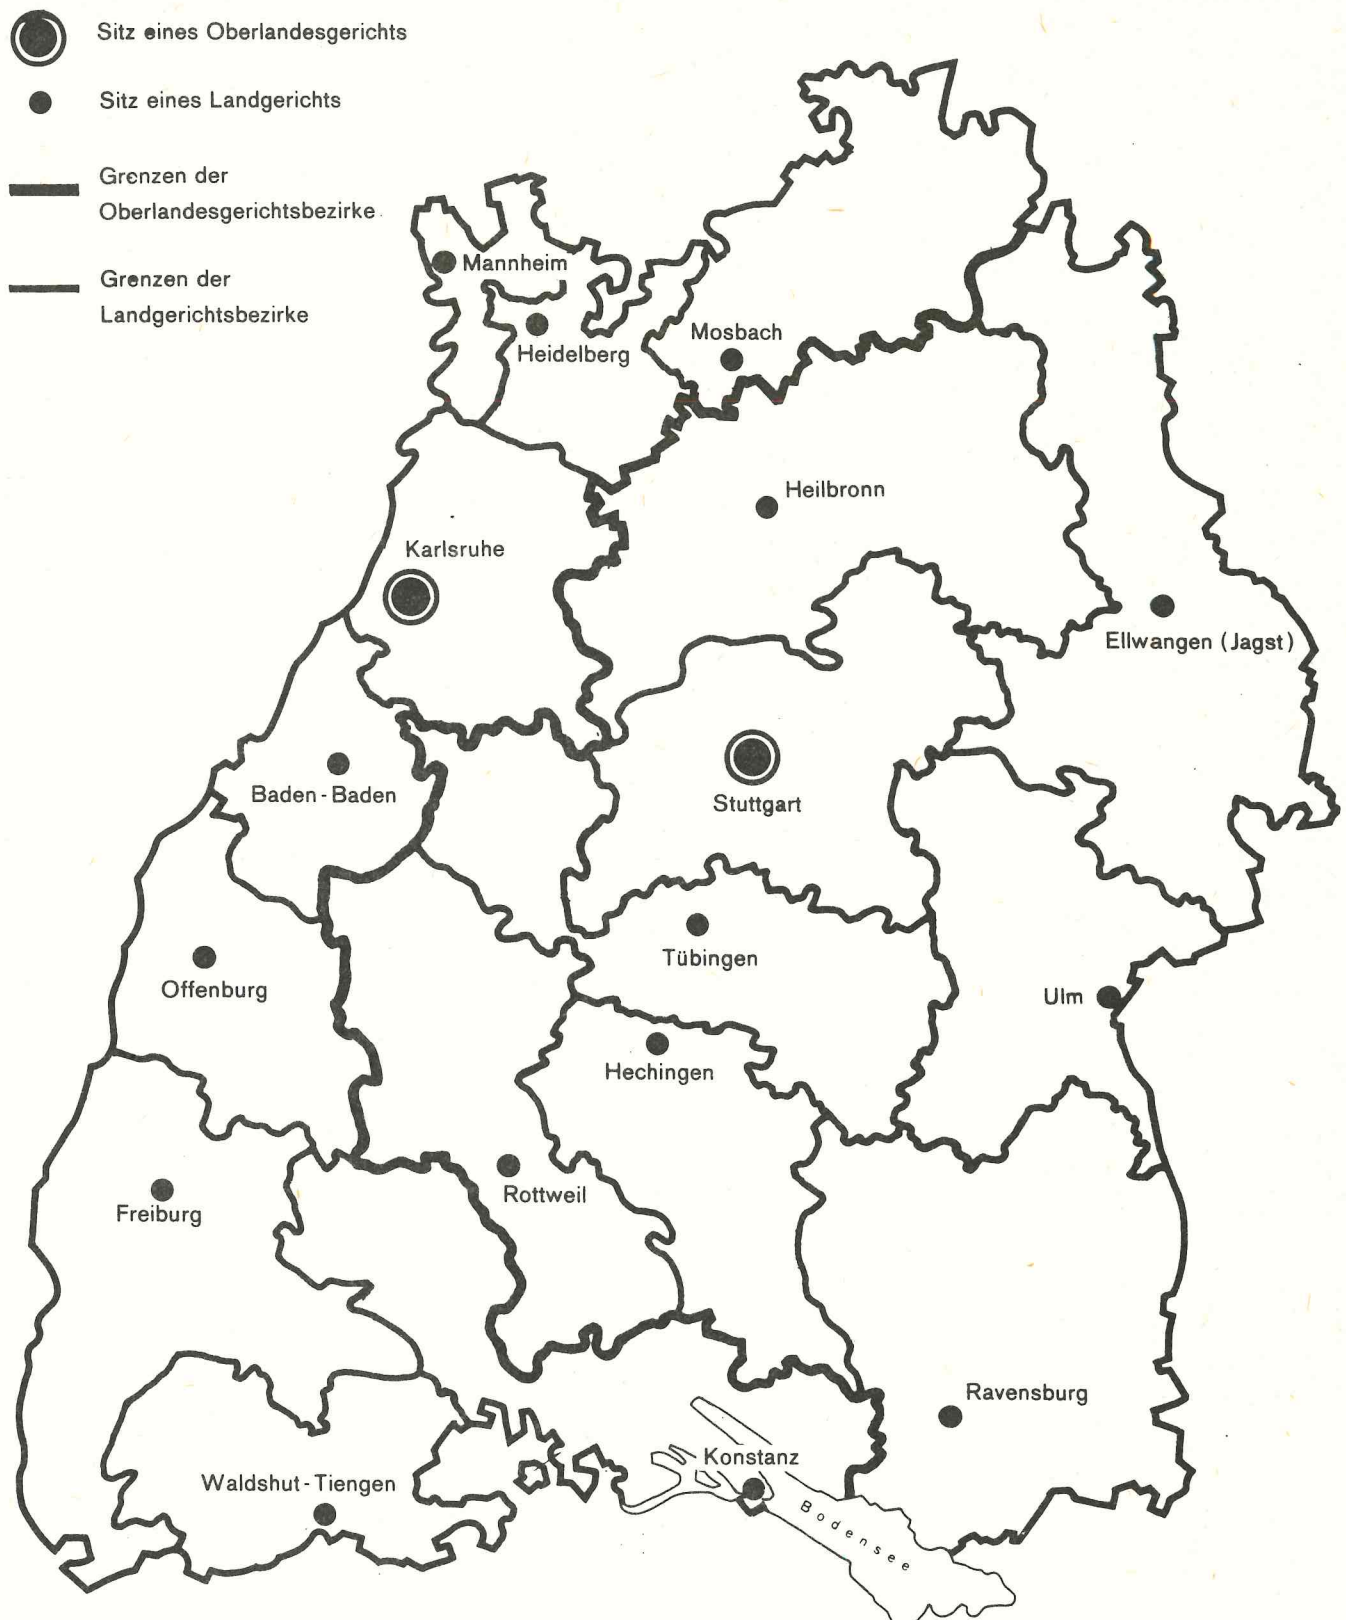 Sitz eines Oberlandesgerichts
Sitz eines Landgerichts
Grenzen der
Oberlandesgerichtsbezirke
Grenzen der
Landgerichtsbezirke
Mannheim
Heidelberg
Mosbach
Heilbronn
Karlsruhe
Ellwangen (Jagst)
Baden-Baden
Stuttgart
Tübingen
Offenburg
Ulm
Hechingen
Rottweil
Freiburg
Ravensburg
Konstanz
Waldshut-Tiengen
Bodensee